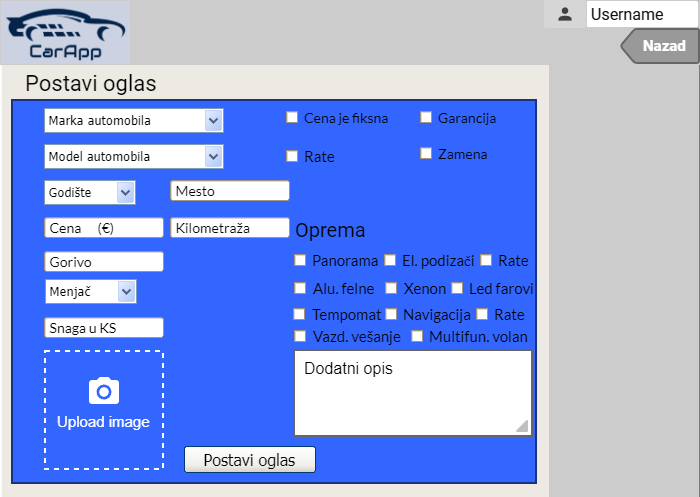 CarApp
Username
Nazad
Postavi oglas
Marka automobila
Cena je fiksna
Garancija
Model automobila
Rate
Zamena
Godište
Mesto
Cena (€)
Kilometraža
Oprema
Gorivo
Panorama
El. podizači
Rate
Menjač
Alu. felne
Xenon
Led farovi
Snaga u KS
Tempomat
Navigacija
Rate
Vazd. vešanje
Multifun. volan
Upload image
Dodatni opis
Postavi oglas